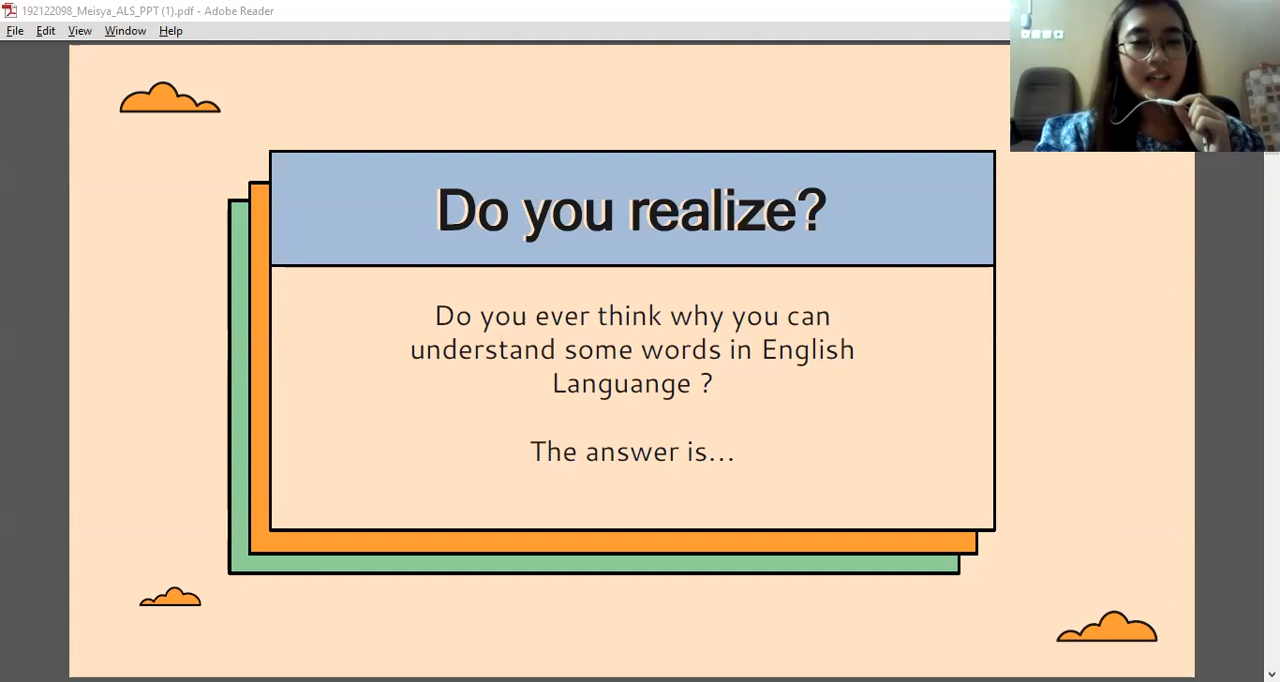 192122098_Meisya_ALS_PPT (1).pdf - Adobe Reader
File Edit View Window Help
Do you realize?
Do you ever think why you can
understand some words in English
Languange ?
The answer is...